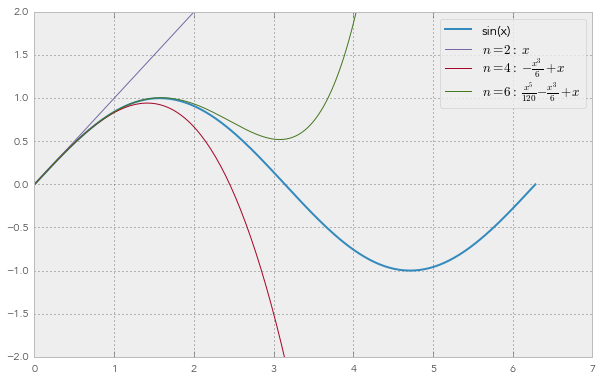 2.0
1.5
1.0
0.5
0.0
−0.5
−1.0
−1.5
−2.0
0 1 2 3 4 5 6 7
sin(x)
n = 2 : x
n = 4 : −x³/6 + x
n = 6 : x⁵/120 − x³/6 + x